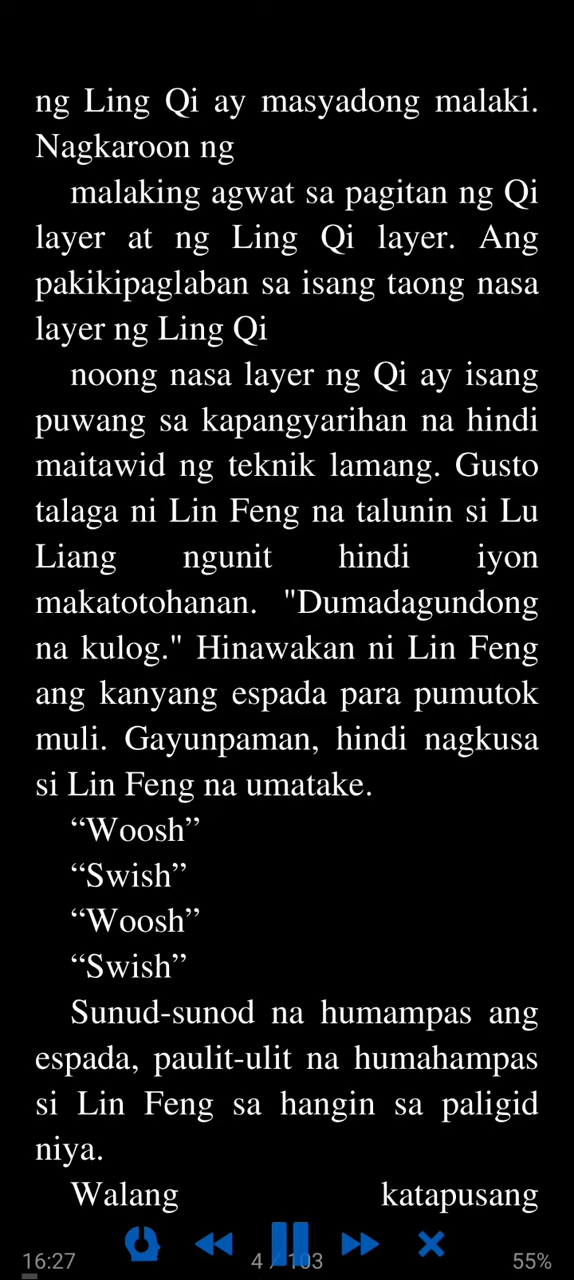 ng Ling Qi ay masyadong malaki.
Nagkaroon ng
malaking agwat sa pagitan ng Qi
layer at ng Ling Qi layer. Ang
pakikipaglaban sa isang taong nasa
layer ng Ling Qi
noong nasa layer ng Qi ay isang
puwang sa kapangyarihan na hindi
maitawid ng teknik lamang. Gusto
talaga ni Lin Feng na talunin si Lu
Liang ngunit hindi iyon
makatotohanan. "Dumadagundong
na kulog." Hinawakan ni Lin Feng
ang kanyang espada para pumutok
muli. Gayunpaman, hindi nagkusa
si Lin Feng na umatake.
“Woosh”
“Swish”
“Woosh”
“Swish”
Sunud-sunod na humampas ang
espada, paulit-ulit na humahampas
si Lin Feng sa hangin sa paligid
niya.
Walang katapusang
16:27 4 / 103 55%